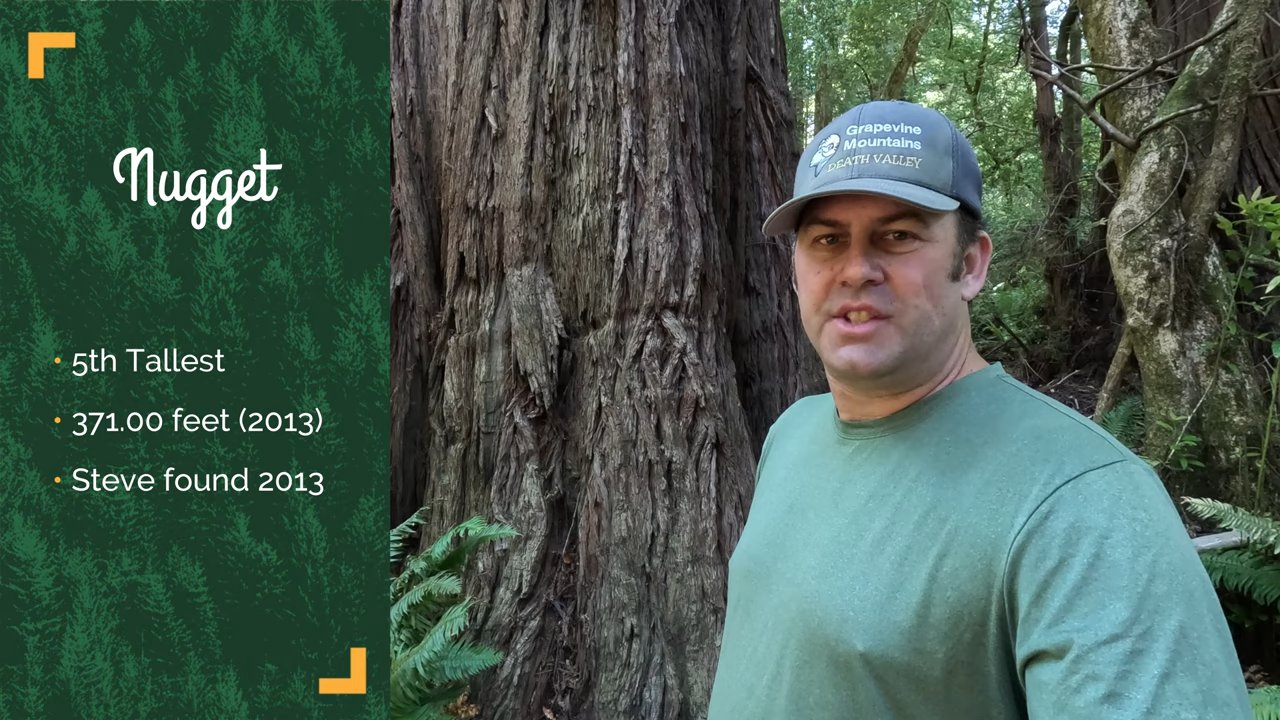 Nugget
• 5th Tallest
• 371.00 feet (2013)
• Steve found 2013
Grapevine
Mountains
DEATH VALLEY